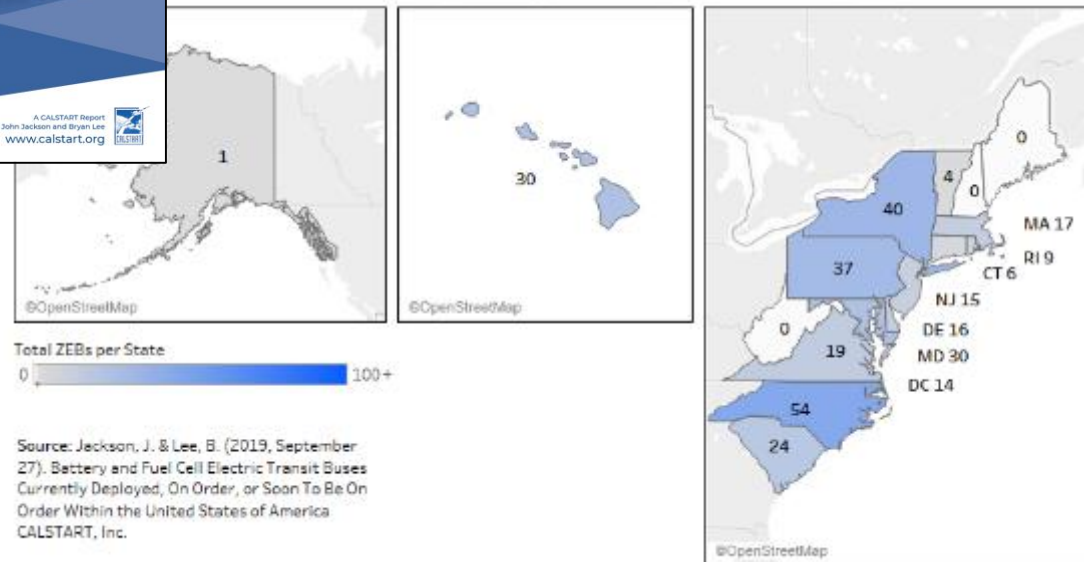 A CALSTART Report
John Jackson and Bryan Lee
www.calstart.org
CALSTART
1
©OpenStreetMap
30
©OpenStreetMap
0
4
0
40
MA 17
RI 9
37
CT 6
NJ 15
0
DE 16
19
MD 30
DC 14
54
24
©OpenStreetMap
Total ZEBs per State
0
100+
Source: Jackson, J. & Lee, B. (2019, September
27). Battery and Fuel Cell Electric Transit Buses
Currently Deployed, On Order, or Soon To Be On
Order Within the United States of America
CALSTART, Inc.